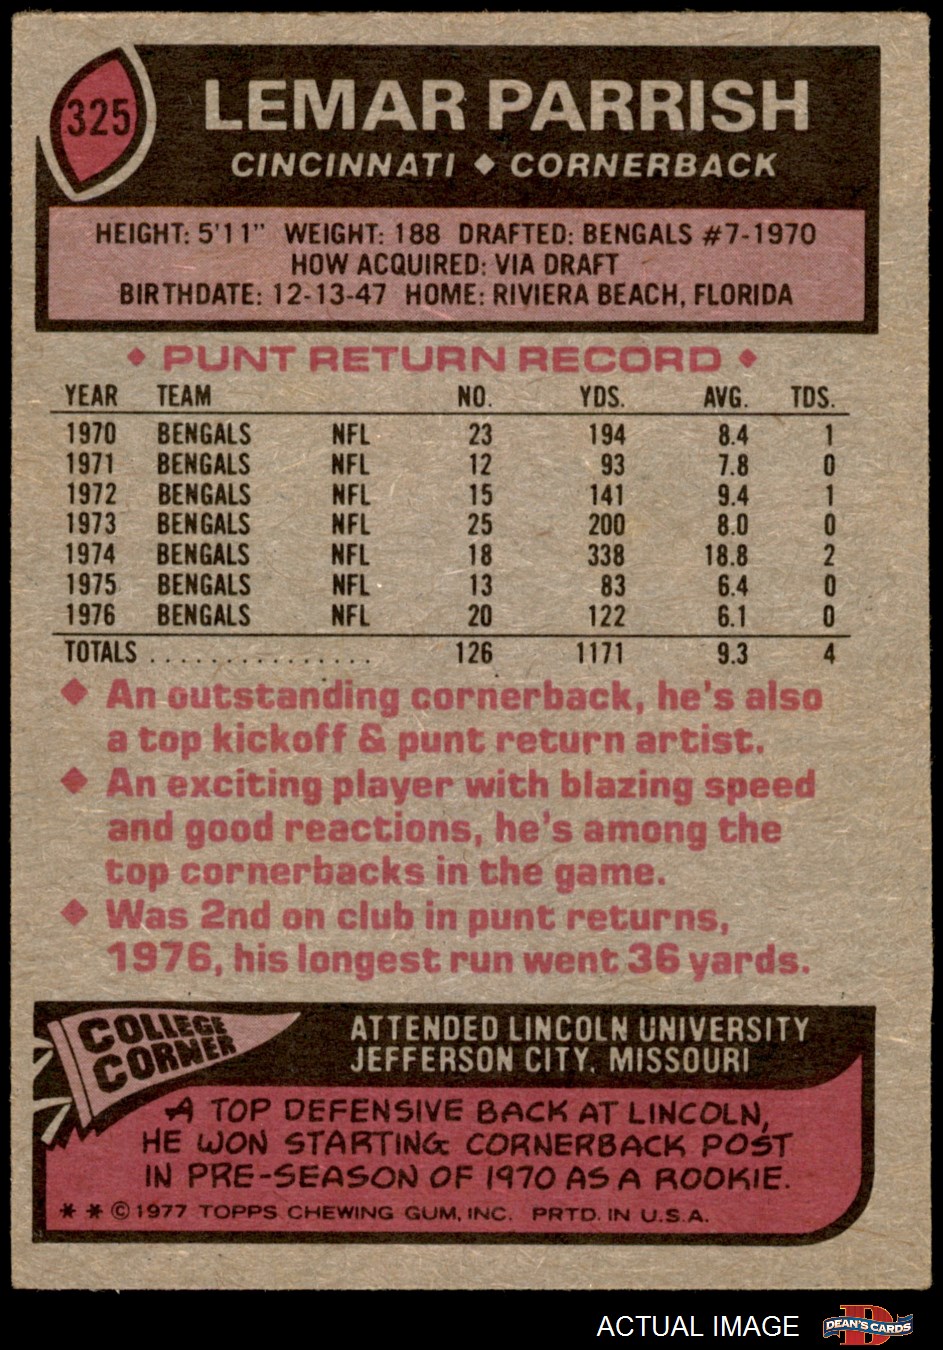 325
LEMAR PARRISH
CINCINNATI ◆ CORNERBACK
HEIGHT: 5'11" WEIGHT: 188 DRAFTED: BENGALS #7-1970
HOW ACQUIRED: VIA DRAFT
BIRTHDATE: 12-13-47 HOME: RIVIERA BEACH, FLORIDA
◆ PUNT RETURN RECORD ◆
YEAR TEAM NO. YDS. AVG. TDS.
1970 BENGALS NFL 23 194 8.4 1
1971 BENGALS NFL 12 93 7.8 0
1972 BENGALS NFL 15 141 9.4 1
1973 BENGALS NFL 25 200 8.0 0
1974 BENGALS NFL 18 338 18.8 2
1975 BENGALS NFL 13 83 6.4 0
1976 BENGALS NFL 20 122 6.1 0
TOTALS . . . . . . . . . . . . . . . 126 1171 9.3 4
◆ An outstanding cornerback, he's also
a top kickoff & punt return artist.
◆ An exciting player with blazing speed
and good reactions, he's among the
top cornerbacks in the game.
◆ Was 2nd on club in punt returns,
1976, his longest run went 36 yards.
COLLEGE
CORNER
ATTENDED LINCOLN UNIVERSITY
JEFFERSON CITY, MISSOURI
A TOP DEFENSIVE BACK AT LINCOLN,
HE WON STARTING CORNERBACK POST
IN PRE-SEASON OF 1970 AS A ROOKIE.
* * © 1977 TOPPS CHEWING GUM, INC. PRTD. IN U.S.A.
ACTUAL IMAGE
DEAN'S CARDS